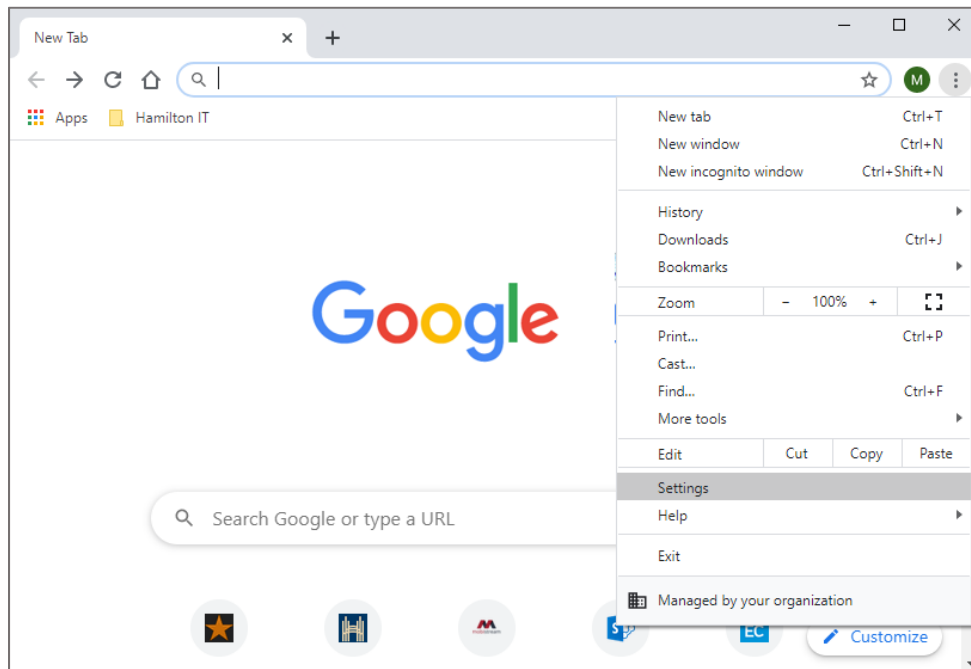 New Tab
M
Apps Hamilton IT
New tab Ctrl+T
New window Ctrl+N
New incognito window Ctrl+Shift+N
History
Downloads Ctrl+J
Bookmarks
Zoom - 100% +
Print... Ctrl+P
Cast...
Find... Ctrl+F
More tools
Edit Cut Copy Paste
Settings
Help
Exit
Managed by your organization
Google
Search Google or type a URL
EC
Customize